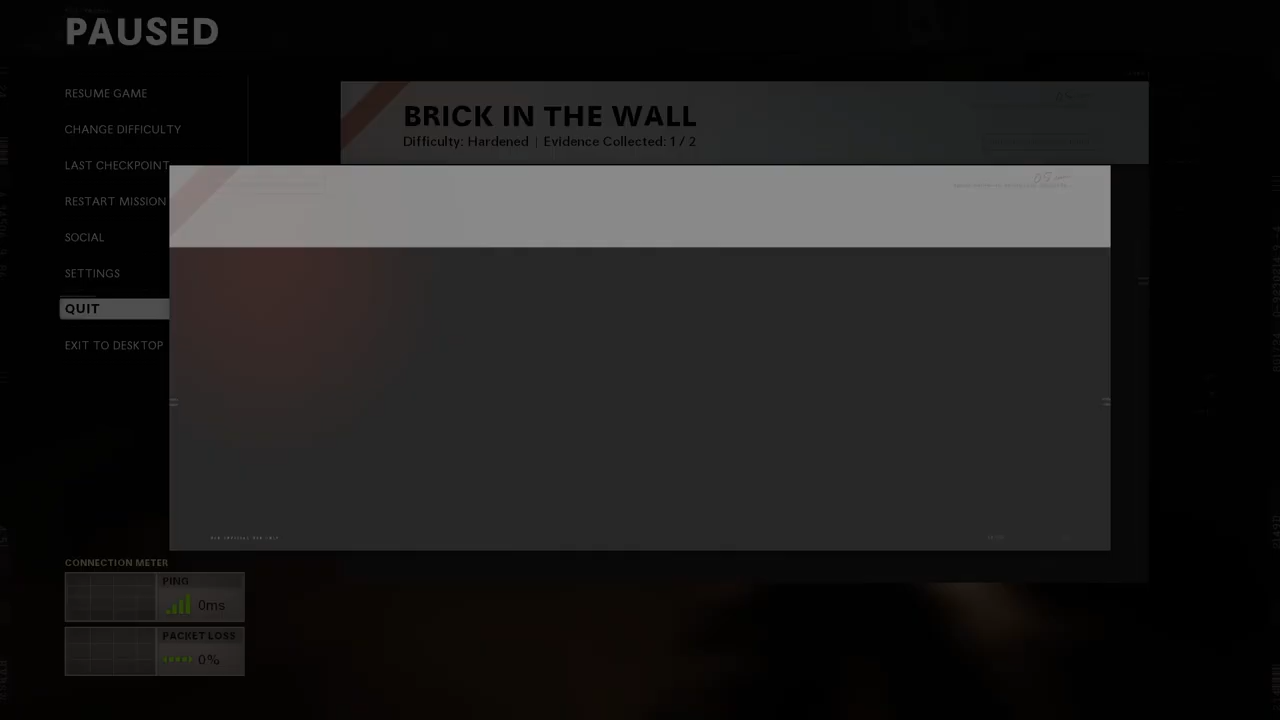 PAUSED
RESUME GAME
CHANGE DIFFICULTY
LAST CHECKPOINT
RESTART MISSION
SOCIAL
SETTINGS
QUIT
EXIT TO DESKTOP
BRICK IN THE WALL
Difficulty: Hardened | Evidence Collected: 1 / 2
CONNECTION METER
PING
0ms
PACKET LOSS
0%